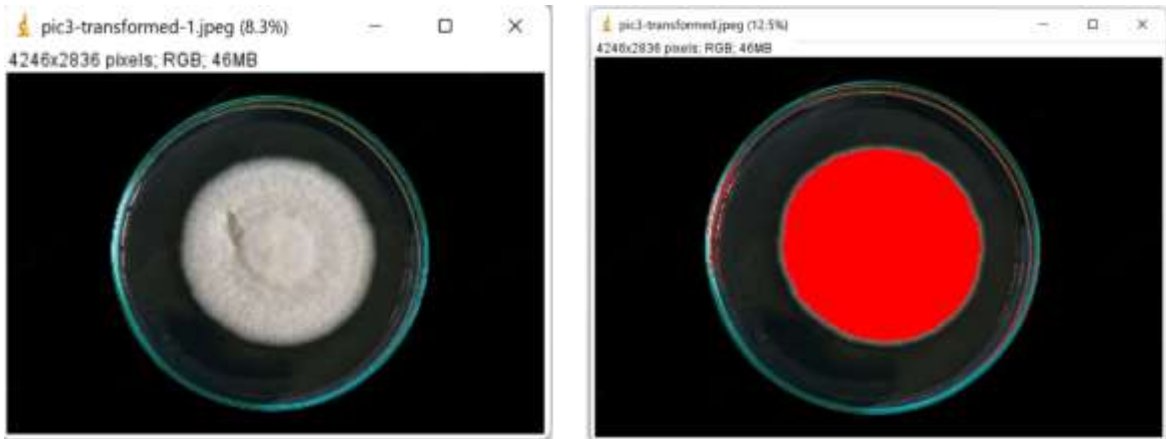 pic3-transformed-1.jpeg (8.3%)
4246x2836 pixels; RGB; 46MB
pic3-transformed.jpeg (12.5%)
4246x2836 pixels; RGB; 46MB